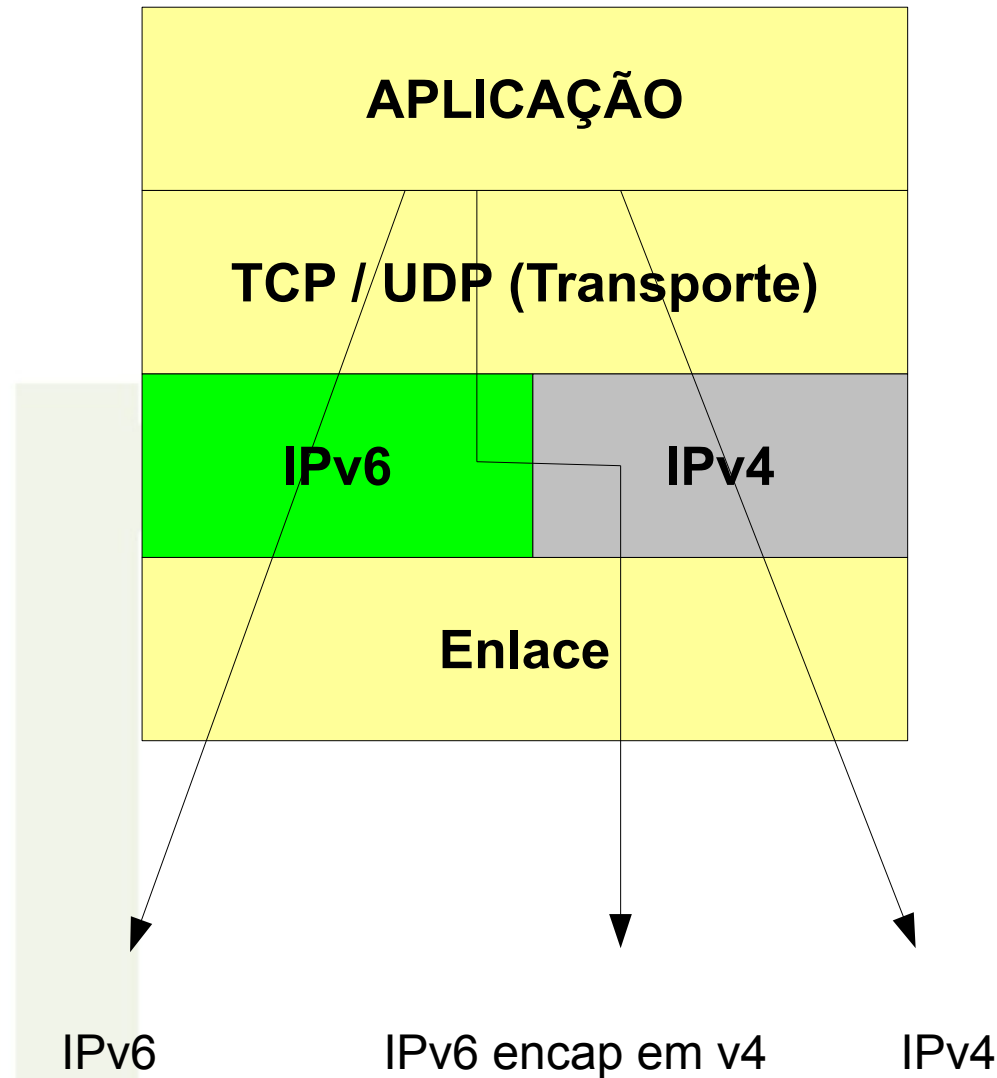 APLICAÇÃO
TCP / UDP (Transporte)
IPv6
IPv4
Enlace
IPv6
IPv6 encap em v4
IPv4